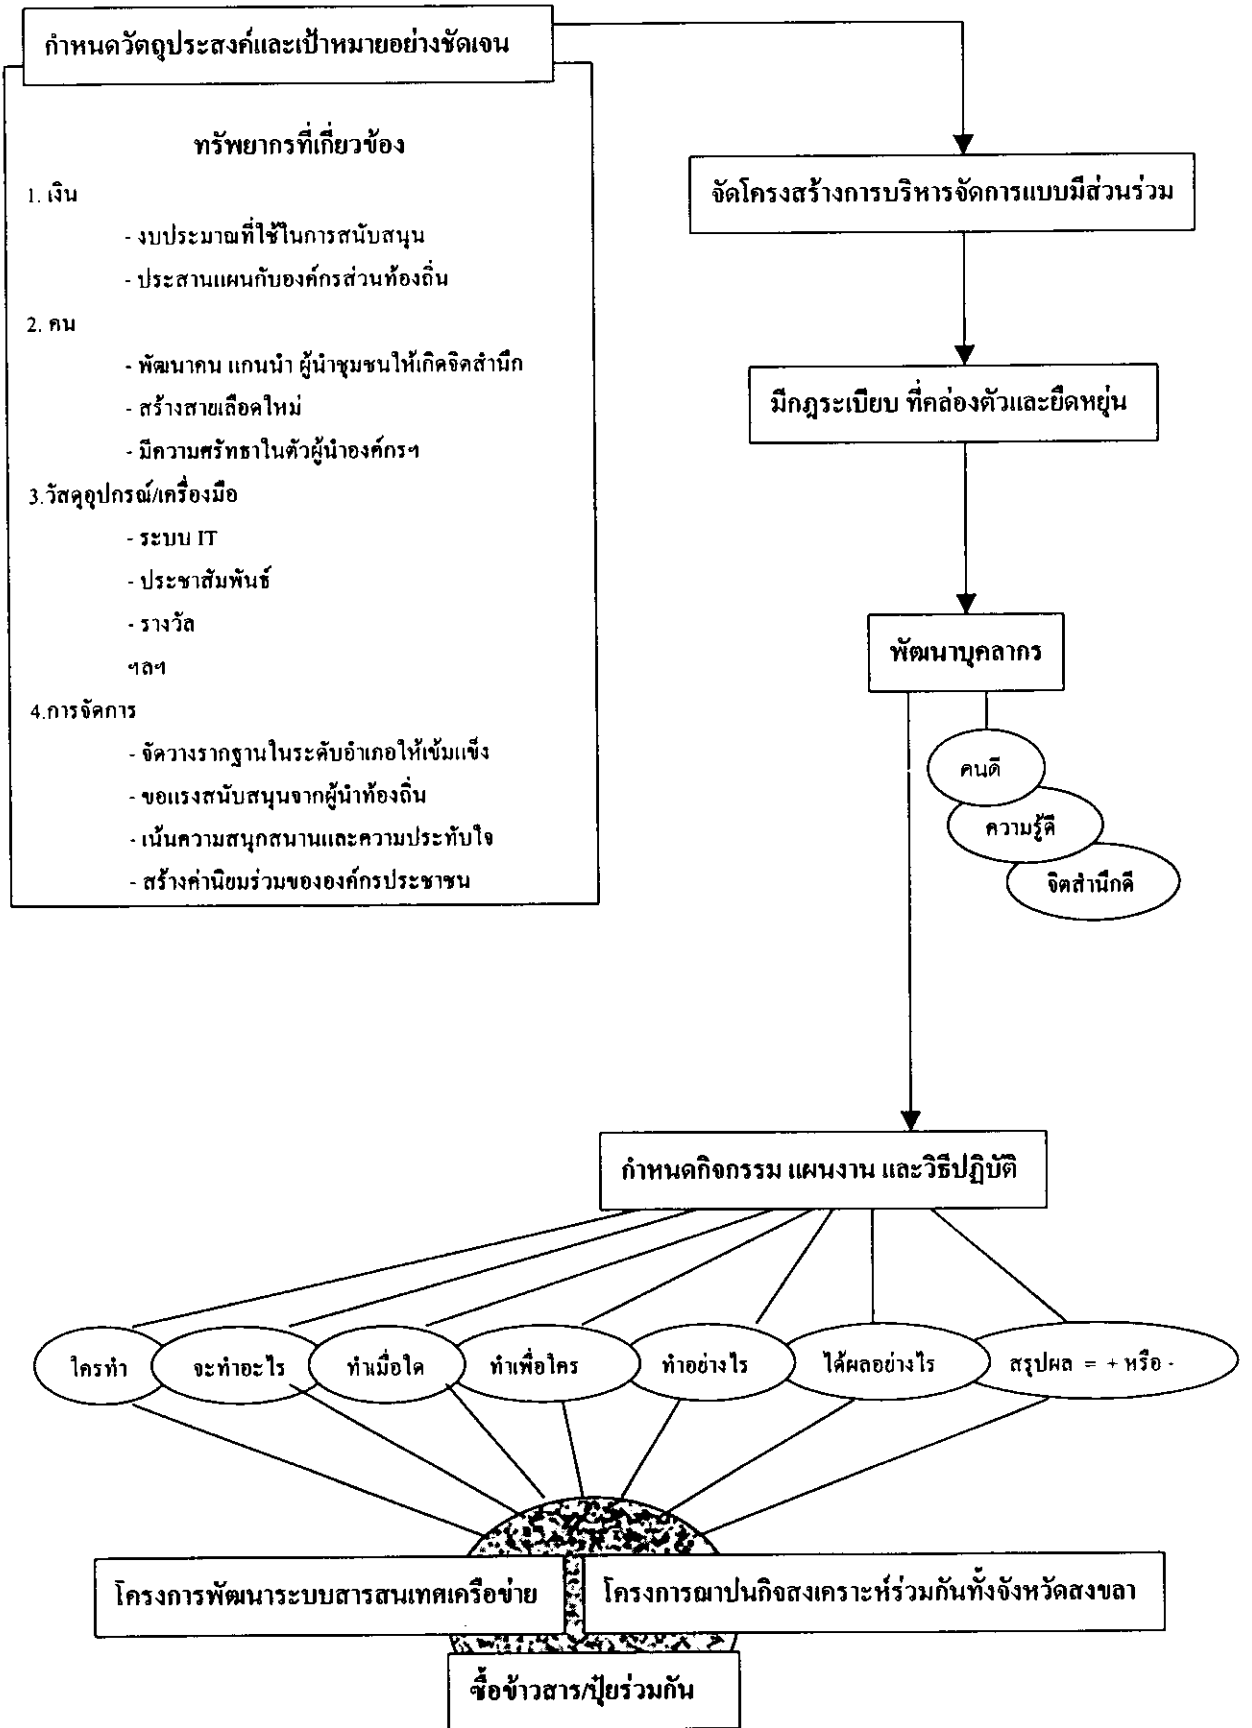 กำหนดวัตถุประสงค์และเป้าหมายอย่างชัดเจน
ทรัพยากรที่เกี่ยวข้อง
1. เงิน
- งบประมาณที่ใช้ในการสนับสนุน
- ประสานแผนกับองค์กรส่วนท้องถิ่น
2. คน
- พัฒนาคน แกนนำ ผู้นำชุมชนให้เกิดจิตสำนึก
- สร้างสายเลือดใหม่
- มีความศรัทธาในตัวผู้นำองค์กรฯ
3.วัสดุอุปกรณ์/เครื่องมือ
- ระบบ IT
- ประชาสัมพันธ์
- รางวัล
ฯลฯ
4.การจัดการ
- จัดวางรากฐานในระดับอำเภอให้เข้มแข็ง
- ขอแรงสนับสนุนจากผู้นำท้องถิ่น
- เน้นความสนุกสนานและความประทับใจ
- สร้างค่านิยมร่วมขององค์กรประชาชน
จัดโครงสร้างการบริหารจัดการแบบมีส่วนร่วม
มีกฎระเบียบ ที่คล่องตัวและยืดหยุ่น
พัฒนาบุคลากร
คนดี
ความรู้ดี
จิตสำนึกดี
กำหนดกิจกรรม แผนงาน และวิธีปฏิบัติ
ใครทำ
จะทำอะไร
ทำเมื่อใด
ทำเพื่อใคร
ทำอย่างไร
ได้ผลอย่างไร
สรุปผล = + หรือ -
โครงการพัฒนาระบบสารสนเทศเครือข่าย
โครงการฌาปนกิจสงเคราะห์ร่วมกันทั้งจังหวัดสงขลา
ซื้อข้าวสาร/ปุ๋ยร่วมกัน